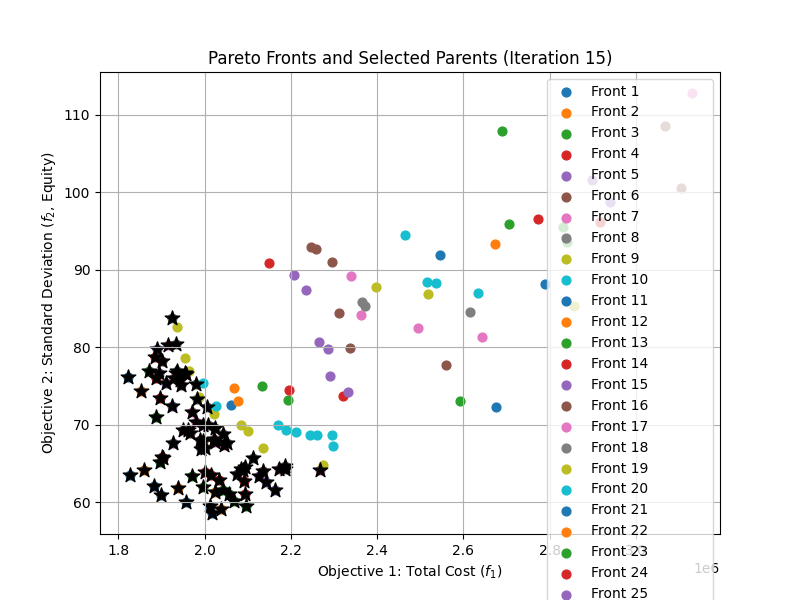 Pareto Fronts and Selected Parents (Iteration 15)
Objective 2: Standard Deviation (f₂, Equity)
110
100
90
80
70
60
1.8
2.0
2.2
2.4
2.6
2.8
1e6
Objective 1: Total Cost (f₁)
Front 1
Front 2
Front 3
Front 4
Front 5
Front 6
Front 7
Front 8
Front 9
Front 10
Front 11
Front 12
Front 13
Front 14
Front 15
Front 16
Front 17
Front 18
Front 19
Front 20
Front 21
Front 22
Front 23
Front 24
Front 25